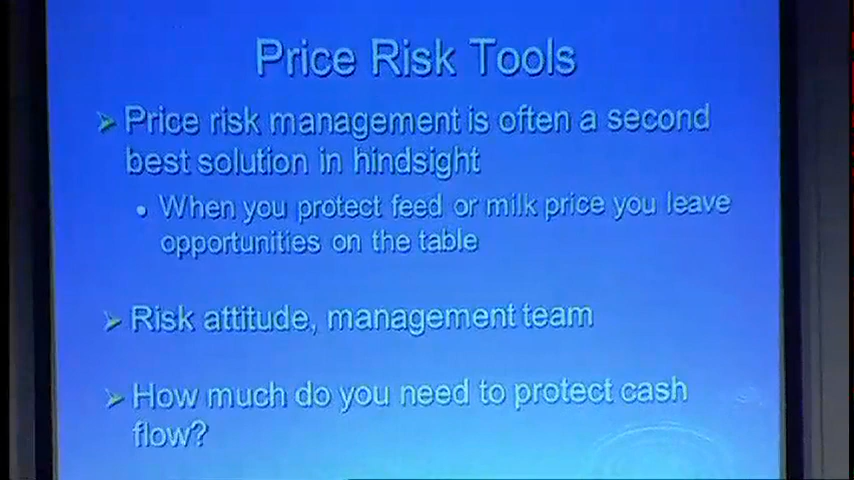 Price Risk Tools
Price risk management is often a second
best solution in hindsight
When you protect feed or milk price you leave
opportunities on the table
Risk attitude, management team
How much do you need to protect cash
flow?